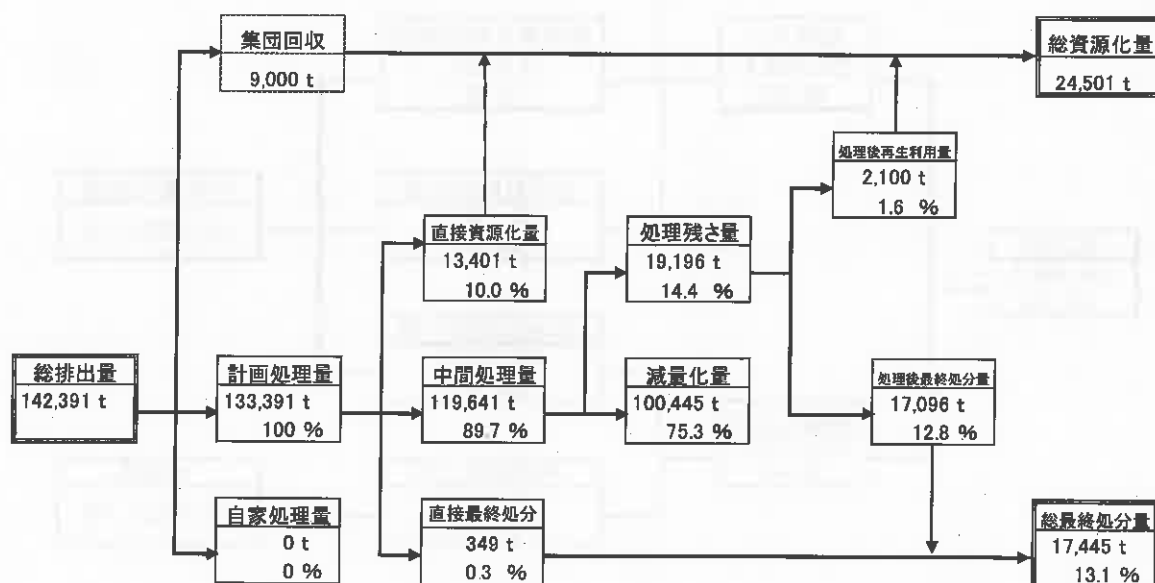 集団回収
9,000 t
総資源化量
24,501 t
処理後再生利用量
2,100 t
1.6 %
直接資源化量
13,401 t
10.0 %
処理残さ量
19,196 t
14.4 %
総排出量
142,391 t
計画処理量
133,391 t
100 %
中間処理量
119,641 t
89.7 %
減量化量
100,445 t
75.3 %
処理後最終処分量
17,096 t
12.8 %
自家処理量
0 t
0 %
直接最終処分
349 t
0.3 %
総最終処分量
17,445 t
13.1 %